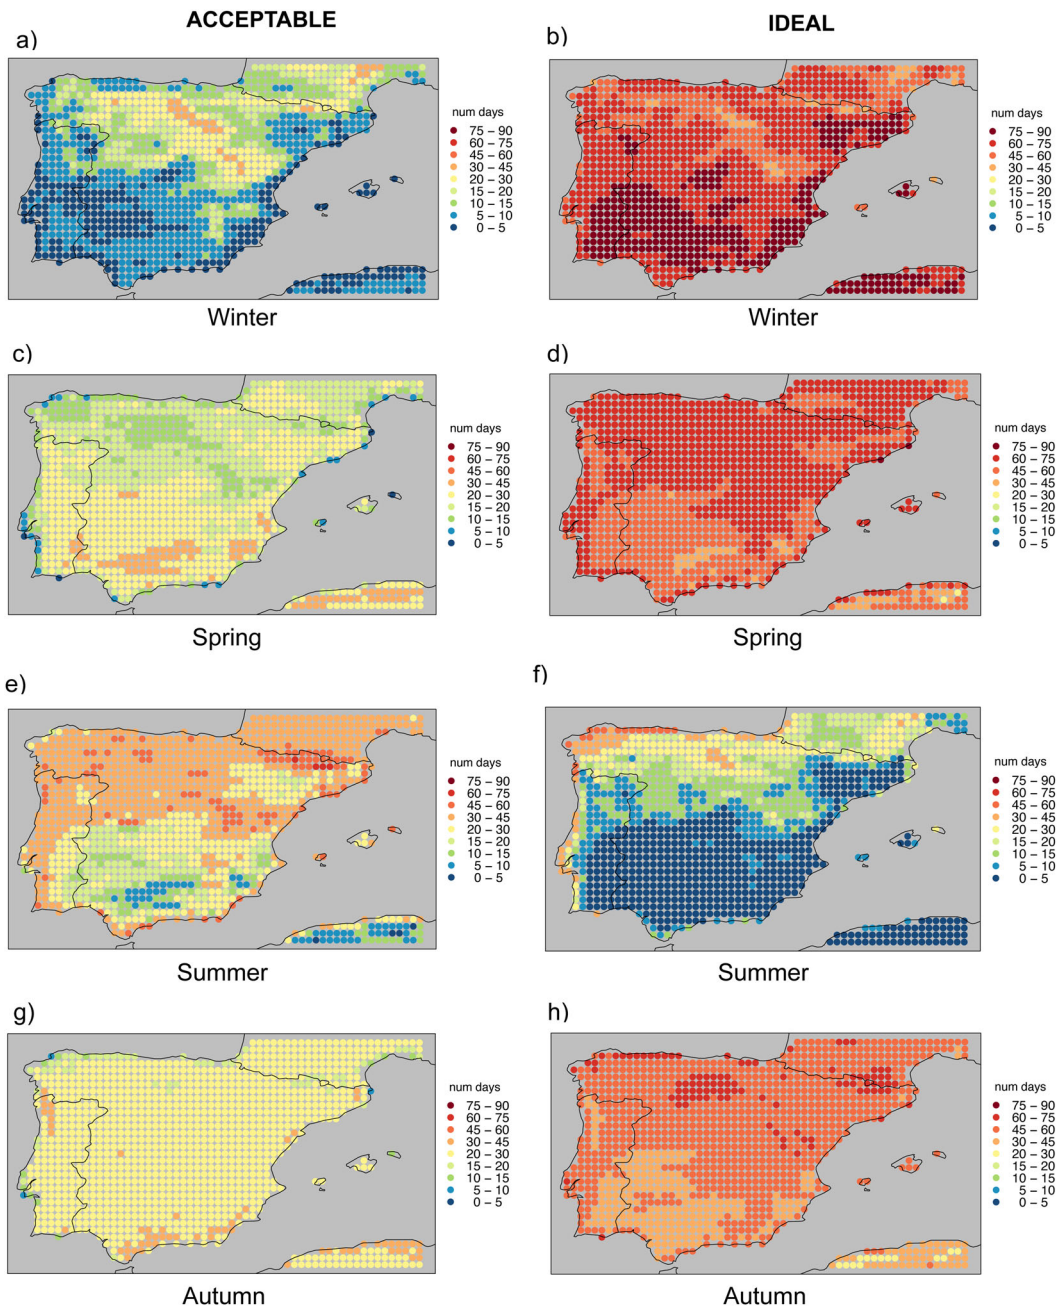 ACCEPTABLE
IDEAL
a)
b)
num days
75 – 90
60 – 75
45 – 60
30 – 45
20 – 30
15 – 20
10 – 15
5 – 10
0 – 5
num days
75 – 90
60 – 75
45 – 60
30 – 45
20 – 30
15 – 20
10 – 15
5 – 10
0 – 5
Winter
Winter
c)
d)
num days
75 – 90
60 – 75
45 – 60
30 – 45
20 – 30
15 – 20
10 – 15
5 – 10
0 – 5
num days
75 – 90
60 – 75
45 – 60
30 – 45
20 – 30
15 – 20
10 – 15
5 – 10
0 – 5
Spring
Spring
e)
f)
num days
75 – 90
60 – 75
45 – 60
30 – 45
20 – 30
15 – 20
10 – 15
5 – 10
0 – 5
num days
75 – 90
60 – 75
45 – 60
30 – 45
20 – 30
15 – 20
10 – 15
5 – 10
0 – 5
Summer
Summer
g)
h)
num days
75 – 90
60 – 75
45 – 60
30 – 45
20 – 30
15 – 20
10 – 15
5 – 10
0 – 5
num days
75 – 90
60 – 75
45 – 60
30 – 45
20 – 30
15 – 20
10 – 15
5 – 10
0 – 5
Autumn
Autumn